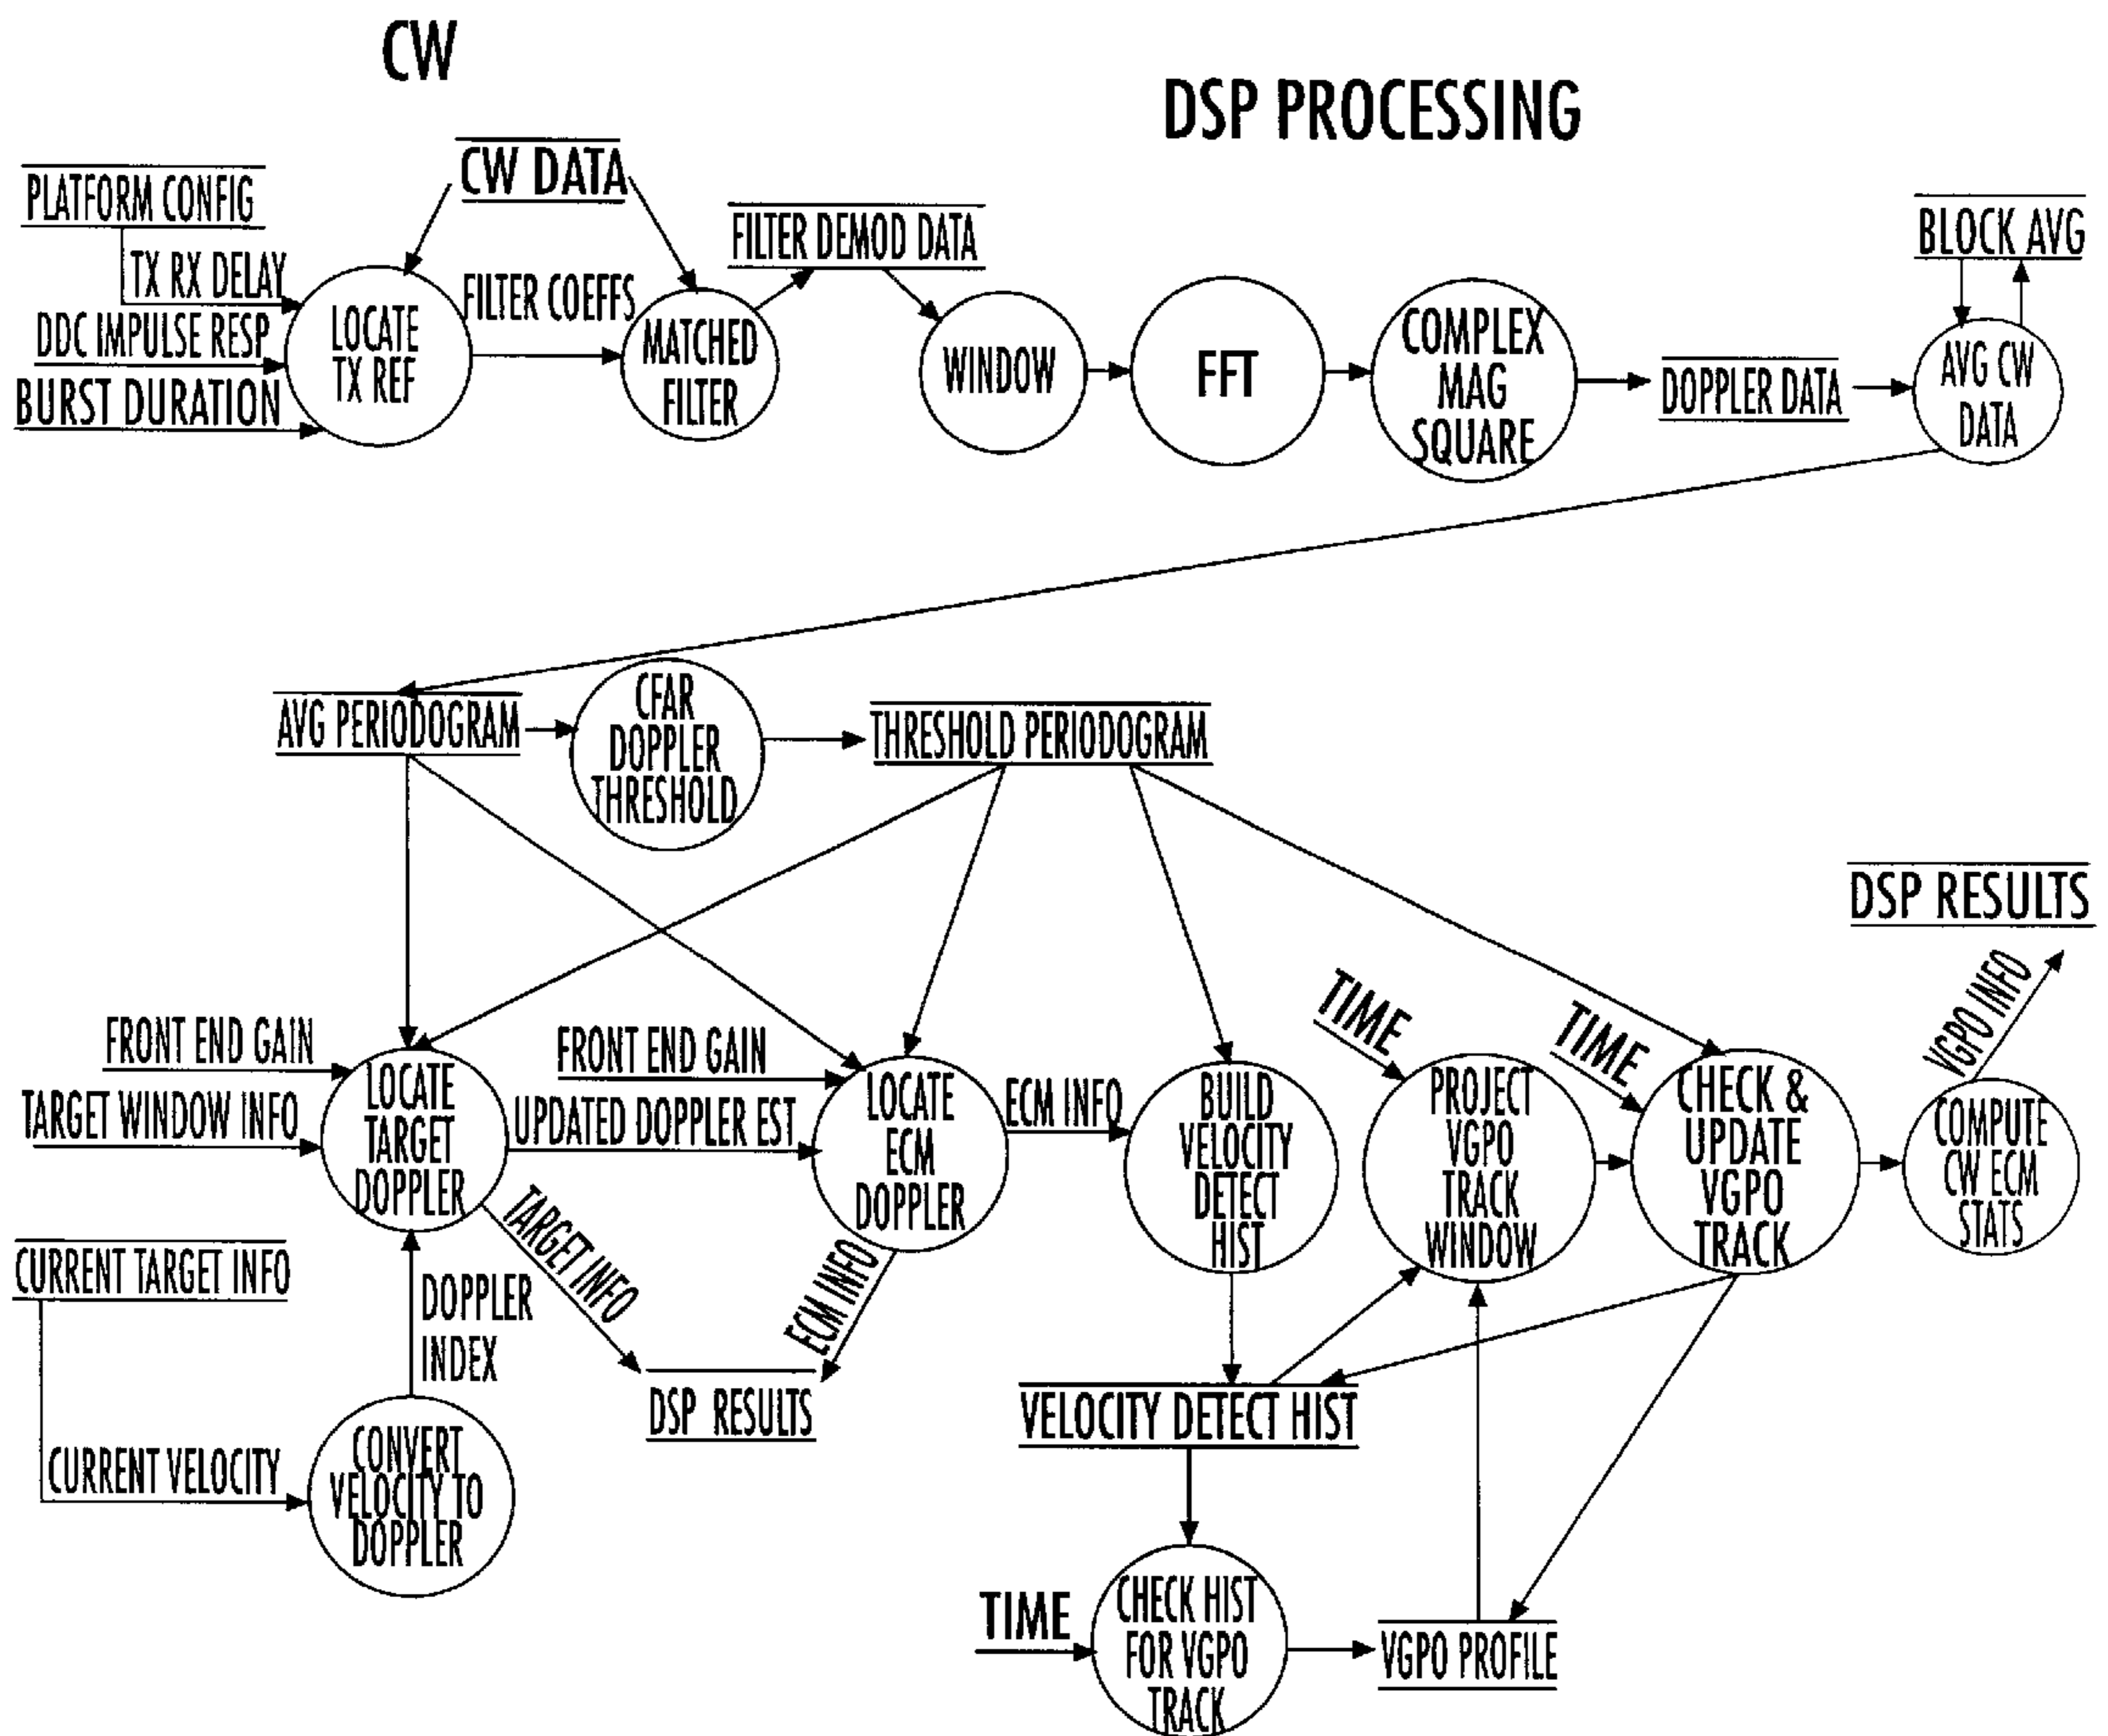 CW
DSP PROCESSING
PLATFORM CONFIG
CW DATA
FILTER DEMOD DATA
BLOCK AVG
TX RX DELAY
DDC IMPULSE RESP
BURST DURATION
LOCATE
TX REF
FILTER COEFFS
MATCHED
FILTER
WINDOW
FFT
COMPLEX
MAG
SQUARE
DOPPLER DATA
AVG CW
DATA
AVG PERIODOGRAM
CFAR
DOPPLER
THRESHOLD
THRESHOLD PERIODOGRAM
DSP RESULTS
VGPO INFO
FRONT END GAIN
TARGET WINDOW INFO
LOCATE
TARGET
DOPPLER
FRONT END GAIN
UPDATED DOPPLER EST
LOCATE
ECM
DOPPLER
ECM INFO
BUILD
VELOCITY
DETECT
HIST
TIME
PROJECT
VGPO
TRACK
WINDOW
TIME
CHECK &
UPDATE
VGPO
TRACK
COMPUTE
CW ECM
STATS
CURRENT TARGET INFO
DOPPLER
INDEX
TARGET INFO
ECM INFO
DSP RESULTS
VELOCITY DETECT HIST
CURRENT VELOCITY
CONVERT
VELOCITY TO
DOPPLER
TIME
CHECK HIST
FOR VGPO
TRACK
VGPO PROFILE